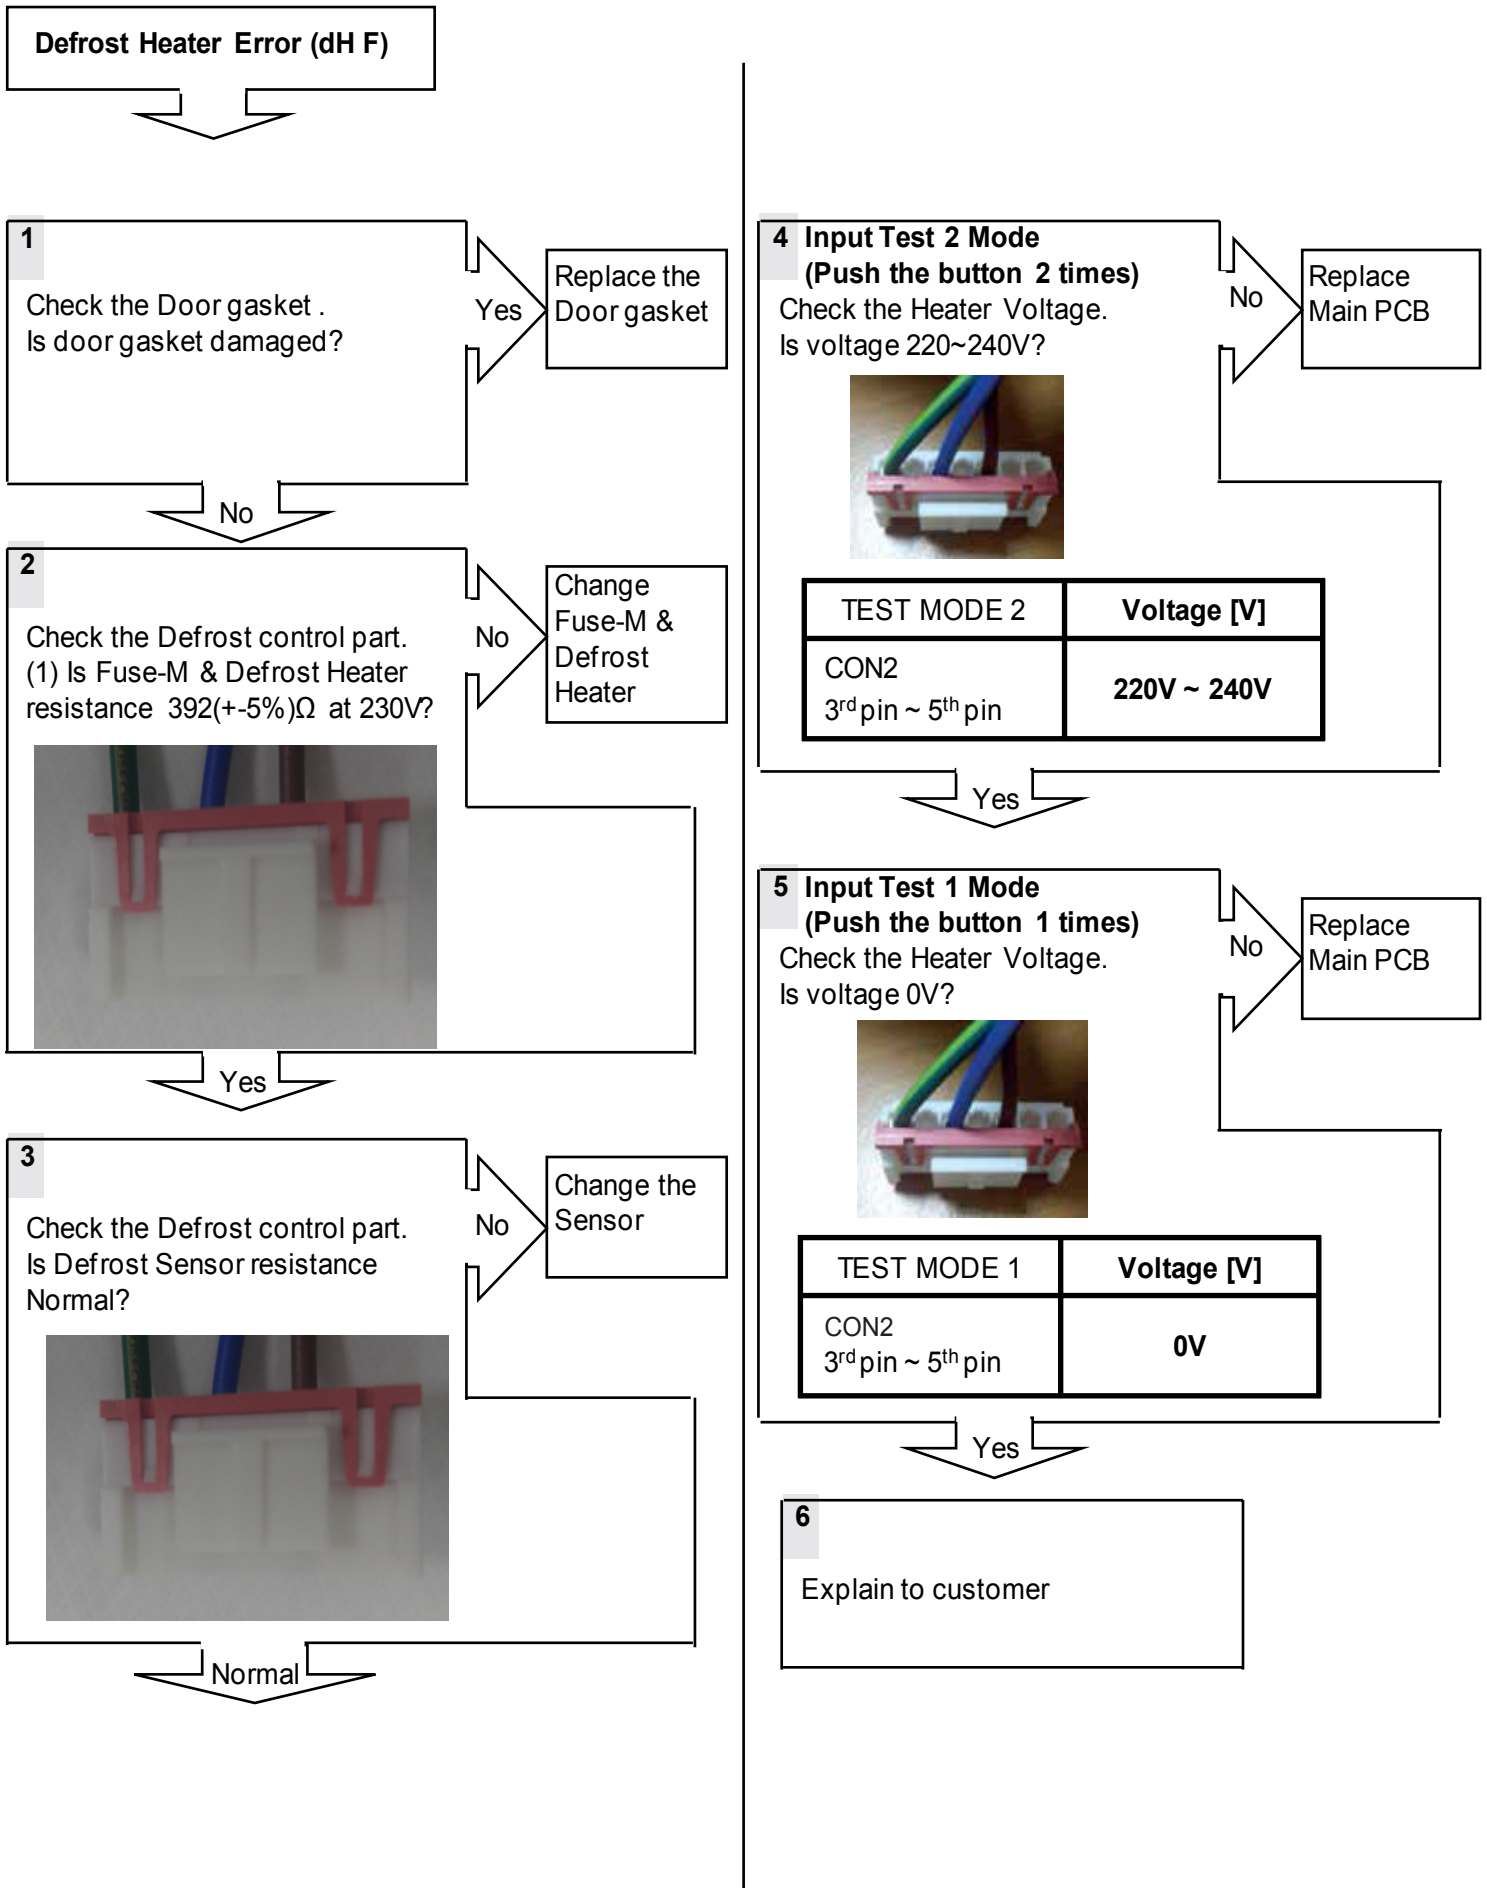 Defrost Heater Error (dH F)
1
Check the Door gasket .
Is door gasket damaged?
Yes
Replace the
Door gasket
No
2
Check the Defrost control part.
(1) Is Fuse-M & Defrost Heater
resistance 392(+-5%)Ω at 230V?
No
Change
Fuse-M &
Defrost
Heater
Yes
3
Check the Defrost control part.
Is Defrost Sensor resistance
Normal?
No
Change the
Sensor
Normal
4 Input Test 2 Mode
(Push the button 2 times)
Check the Heater Voltage.
Is voltage 220~240V?
No
Replace
Main PCB
TEST MODE 2 Voltage [V]
CON2
3rd pin ~ 5th pin
220V ~ 240V
Yes
5 Input Test 1 Mode
(Push the button 1 times)
Check the Heater Voltage.
Is voltage 0V?
No
Replace
Main PCB
TEST MODE 1 Voltage [V]
CON2
3rd pin ~ 5th pin
0V
Yes
6
Explain to customer